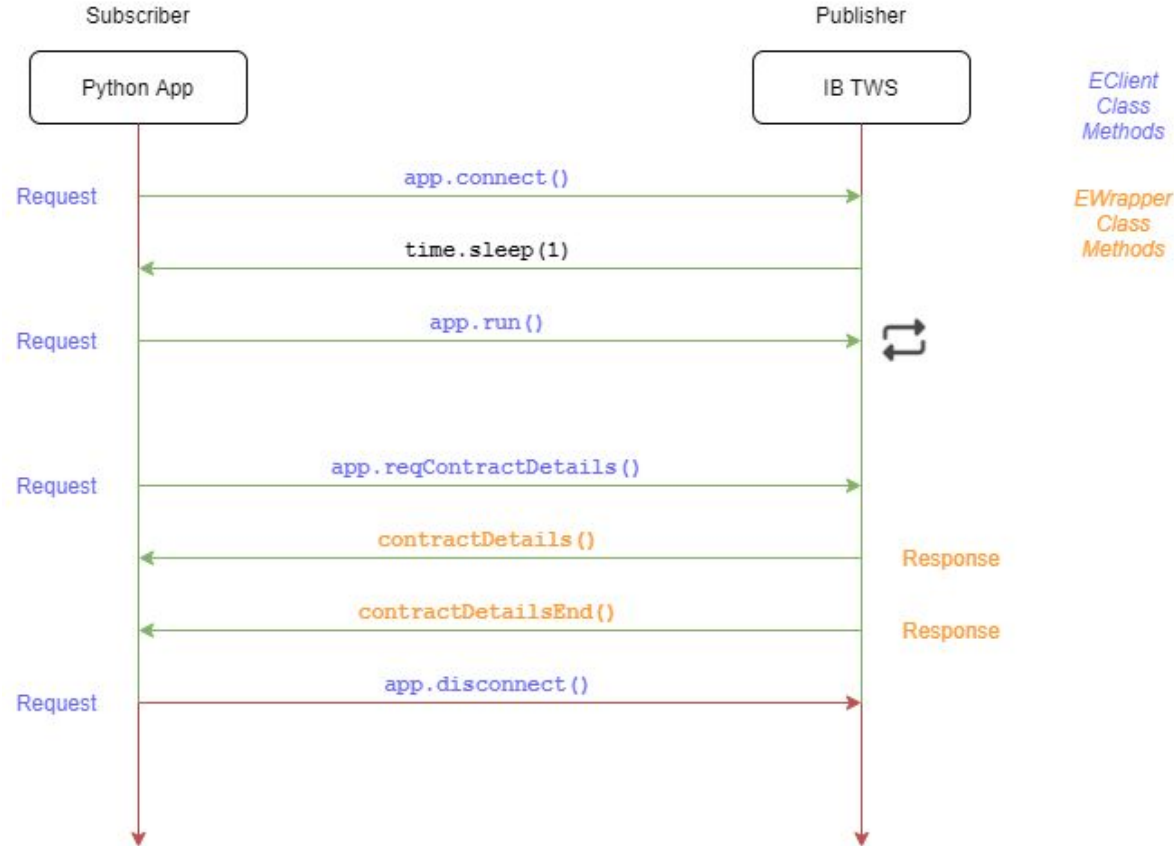 Subscriber
Publisher
Python App
IB TWS
EClient
Class
Methods
Request
app.connect()
EWrapper
Class
Methods
time.sleep(1)
Request
app.run()
Request
app.reqContractDetails()
contractDetails()
Response
contractDetailsEnd()
Response
Request
app.disconnect()